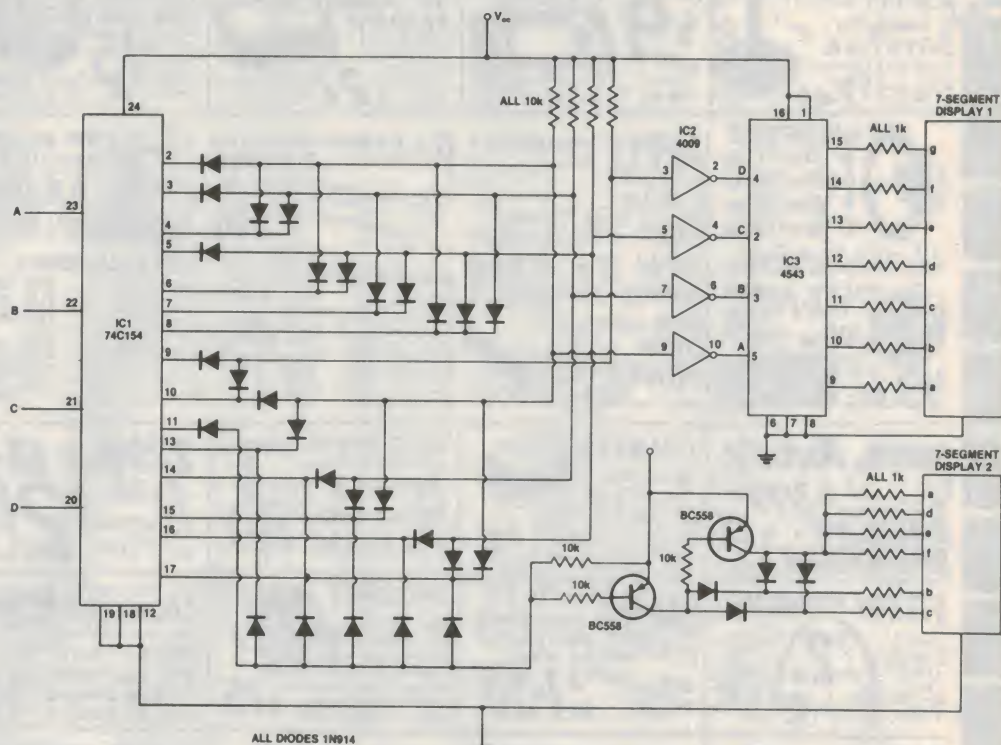 V cc
24
ALL 10k
16
1
7-SEGMENT
DISPLAY 1
IC2
4009
ALL 1k
2
3
4
5
6
7
8
9
10
11
13
14
15
16
17
A
23
B
22
C
21
D
20
IC1
74C154
19
18
12
3
2
D
4
5
4
C
2
7
6
B
3
9
10
A
5
IC3
4543
15
g
14
f
13
e
12
d
11
c
10
b
9
a
6
7
8
7-SEGMENT
DISPLAY 2
ALL 1k
BC558
10k
10k
10k
BC558
a
d
e
f
b
c
ALL DIODES 1N914